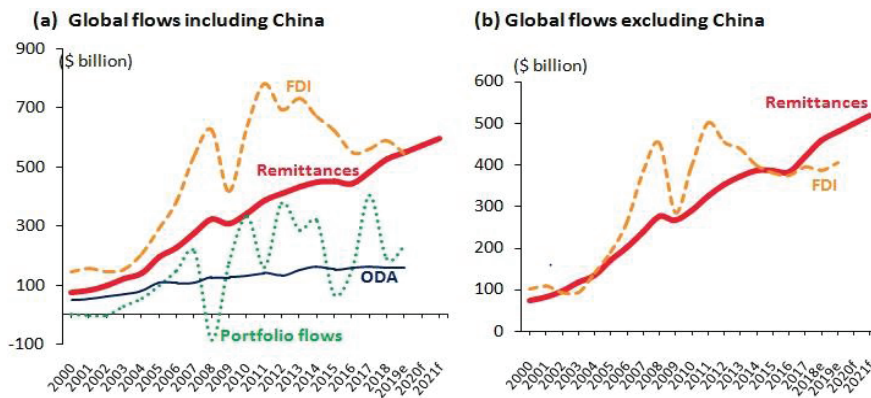 (a) Global flows including China
900
($ billion)
FDI
700
500
Remittances
300
ODA
100
Portfolio flows
-100
2000
2001
2002
2003
2004
2005
2006
2007
2008
2009
2010
2011
2012
2013
2014
2015
2016
2017
2018
2019e
2020f
2021f
(b) Global flows excluding China
600
($ billion)
Remittances
500
400
FDI
300
200
100
0
2000
2001
2002
2003
2004
2005
2006
2007
2008
2009
2010
2011
2012
2013
2014
2015
2016
2017
2018e
2019e
2020f
2021f